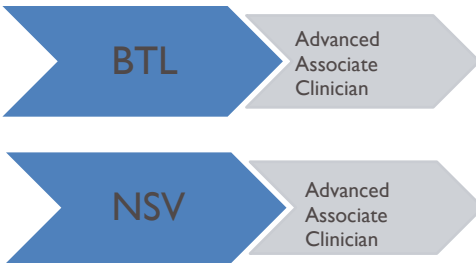 BTL
Advanced
Associate
Clinician
NSV
Advanced
Associate
Clinician